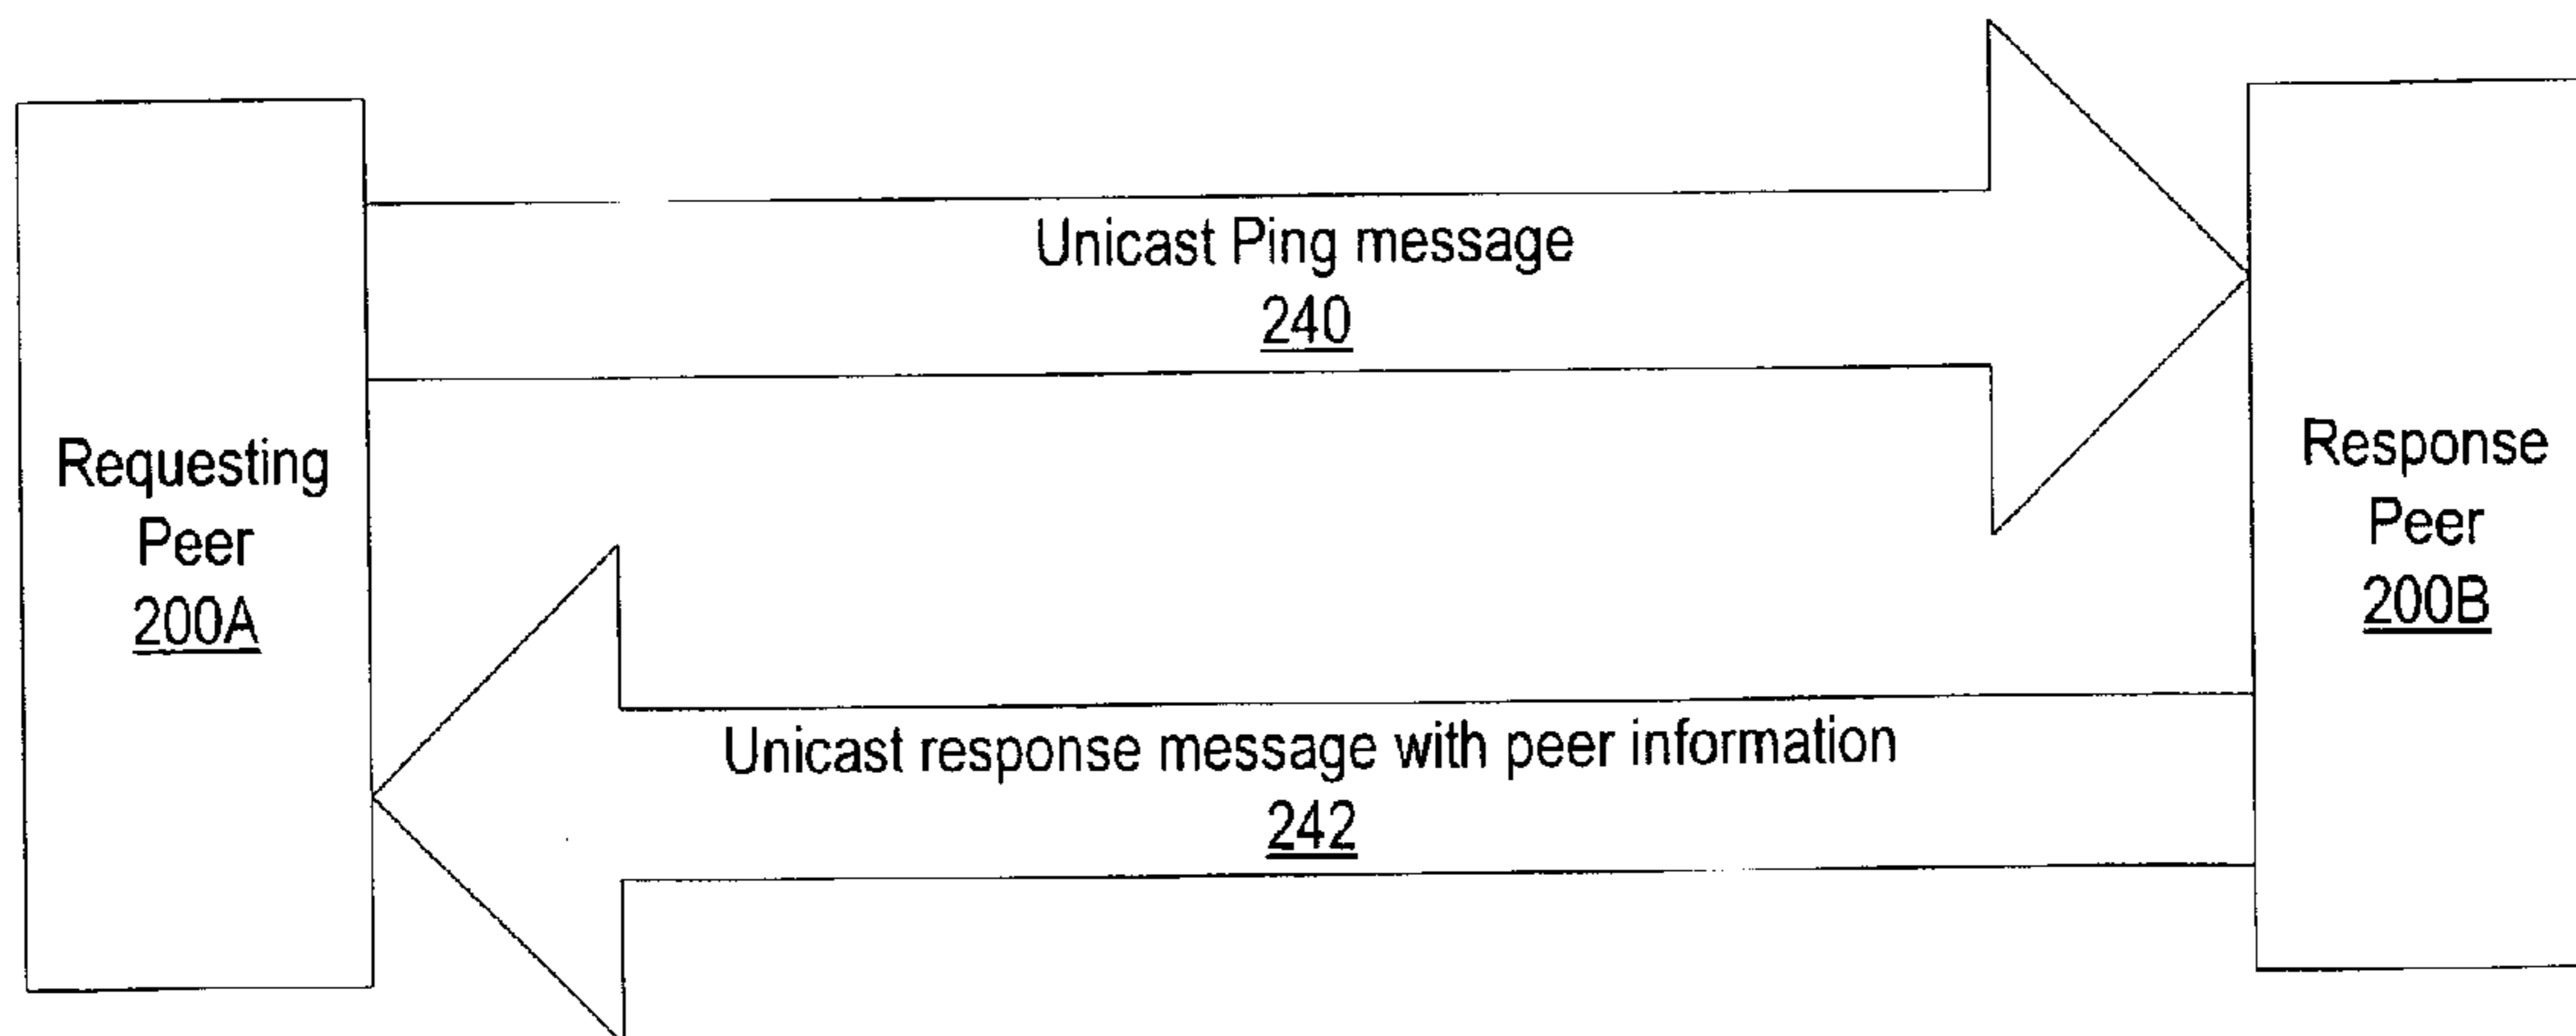 Unicast Ping message
240
Requesting
Peer
200A
Response
Peer
200B
Unicast response message with peer information
242